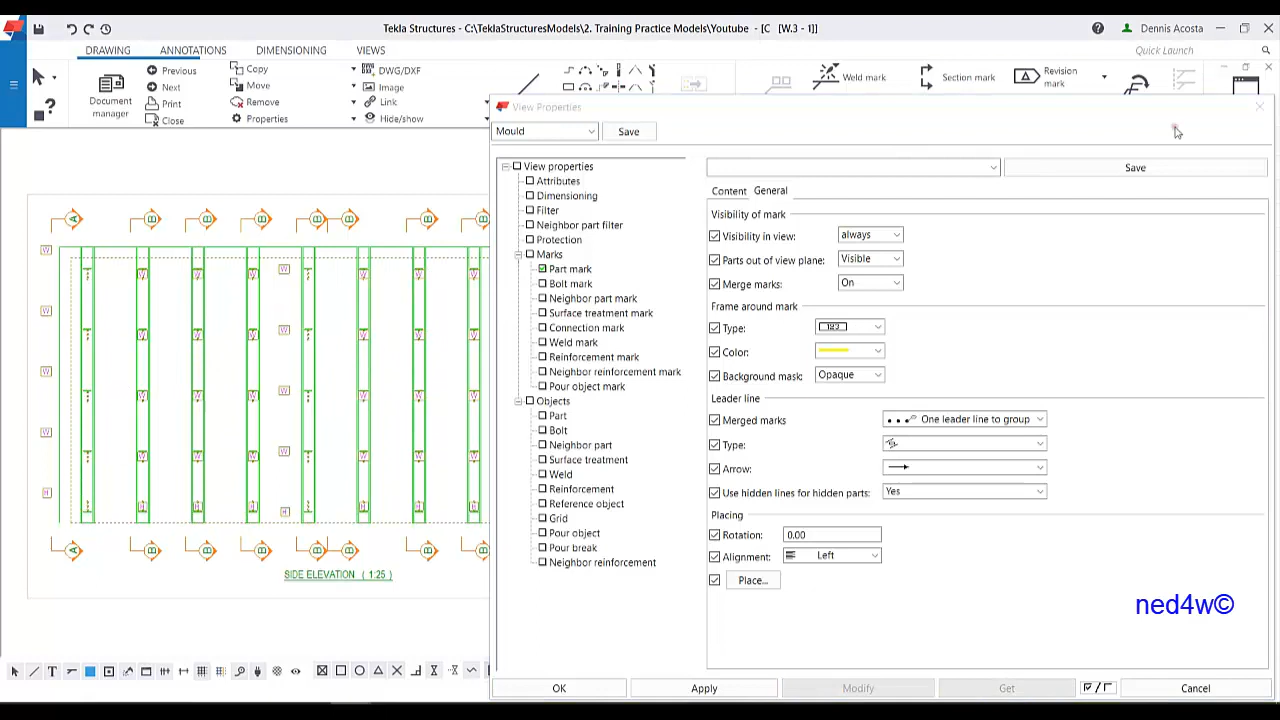 Tekla Structures - C:\TeklaStructuresModels\2. Training Practice Models\Youtube - [C [W.3 - 1]]
Dennis Acosta
DRAWING ANNOTATIONS DIMENSIONING VIEWS
Quick Launch
Document manager
Previous
Next
Print
Close
Copy
Move
Remove
Properties
DWG/DXF
Image
Link
Hide/show
Weld mark
Section mark
Revision mark
View Properties
Mould
Save
View properties
Attributes
Dimensioning
Filter
Neighbor part filter
Protection
Marks
Part mark
Bolt mark
Neighbor part mark
Surface treatment mark
Connection mark
Weld mark
Reinforcement mark
Neighbor reinforcement mark
Pour object mark
Objects
Part
Bolt
Neighbor part
Surface treatment
Weld
Reinforcement
Reference object
Grid
Pour object
Pour break
Neighbor reinforcement
Save
Content General
Visibility of mark
Visibility in view: always
Parts out of view plane: Visible
Merge marks: On
Frame around mark
Type: 123
Color:
Background mask: Opaque
Leader line
Merged marks One leader line to group
Type:
Arrow:
Use hidden lines for hidden parts: Yes
Placing
Rotation: 0.00
Alignment: Left
Place...
OK Apply Modify Get Cancel
A B B B B B B B
A B B B B B B B
SIDE ELEVATION ( 1:25 )
ned4w©